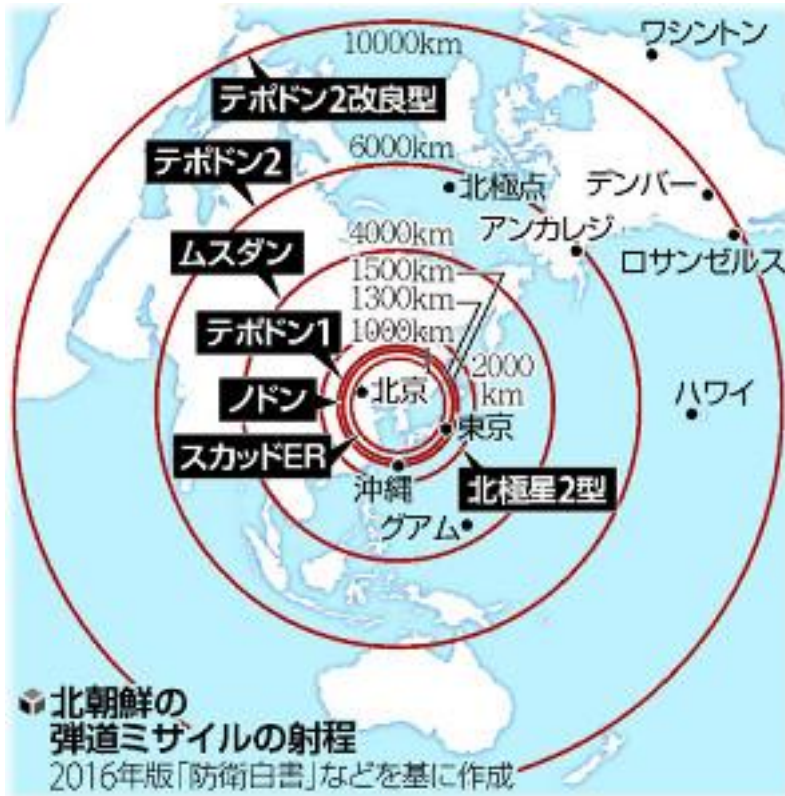 10000km
ワシントン
テポドン2改良型
6000km
テポドン2
北極点
デンバー
アンカレジ
4000km
ロサンゼルス
ムスダン
1500km
1300km
テポドン1
1000km
2000
km
北京
ノドン
ハワイ
東京
スカッドER
沖縄
北極星2型
グアム
北朝鮮の
弾道ミサイルの射程
2016年版「防衛白書」などを基に作成